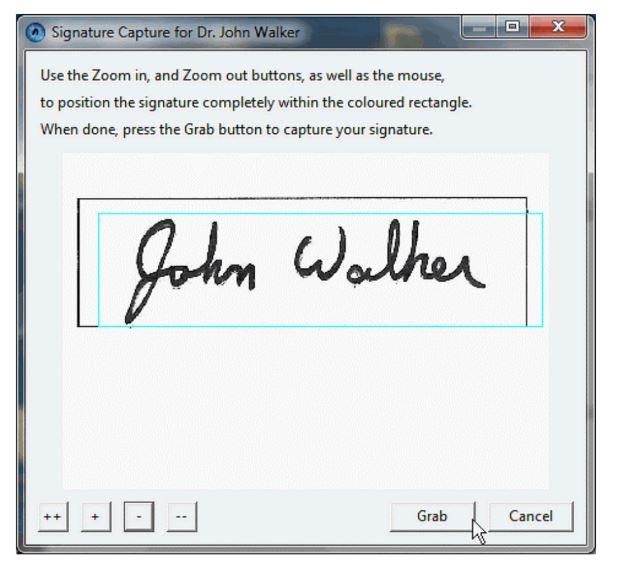 Signature Capture for Dr. John Walker
Use the Zoom in, and Zoom out buttons, as well as the mouse,
to position the signature completely within the coloured rectangle.
When done, press the Grab button to capture your signature.
John Walker
++ + - -- Grab Cancel